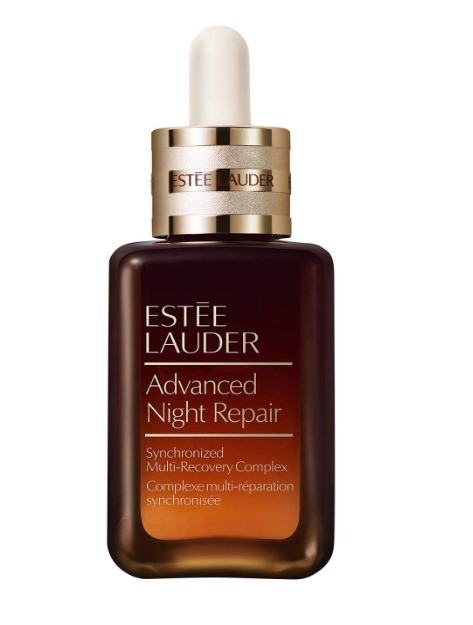 ESTĒE LAUDER
ESTĒE
LAUDER
Advanced
Night Repair
Synchronized
Multi-Recovery Complex
Complexe multi-réparation
synchronisée